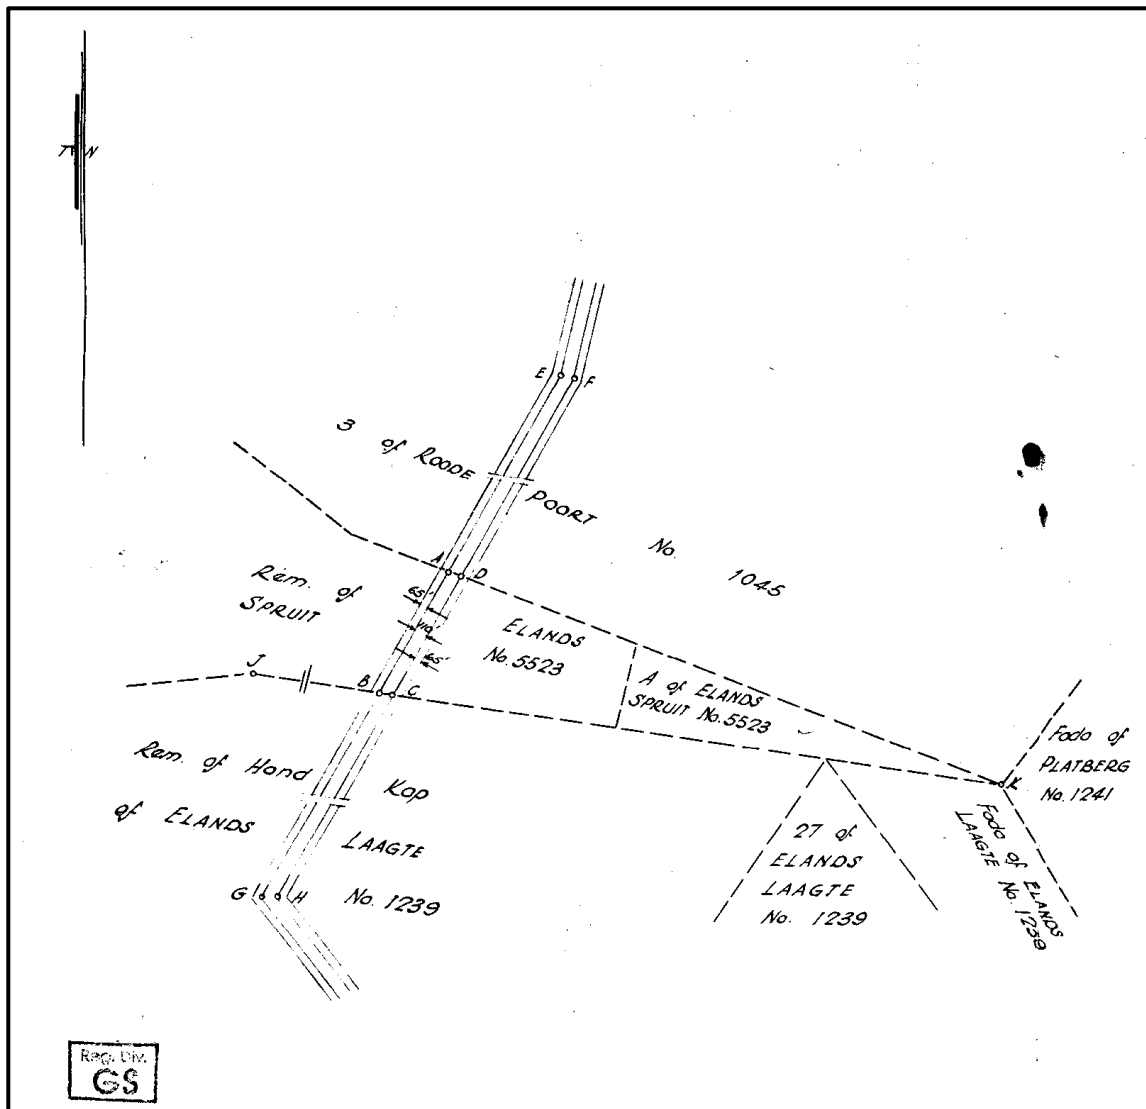 T N
E
F
3 of ROODE
POORT
No.
1045
A
D
Rem. of
SPRUIT
65'
110'
65'
ELANDS
No. 5523
J
B
C
A of ELANDS
SPRUIT No. 5523
K
Fodo of
PLATBERG
No. 1241
Fodo of ELANDS
LAAGTE No. 1239
Rem. of Hond
Kop
of ELANDS
LAAGTE
No. 1239
27 of
ELANDS
LAAGTE
No. 1239
G
H
Reg. Div.
GS